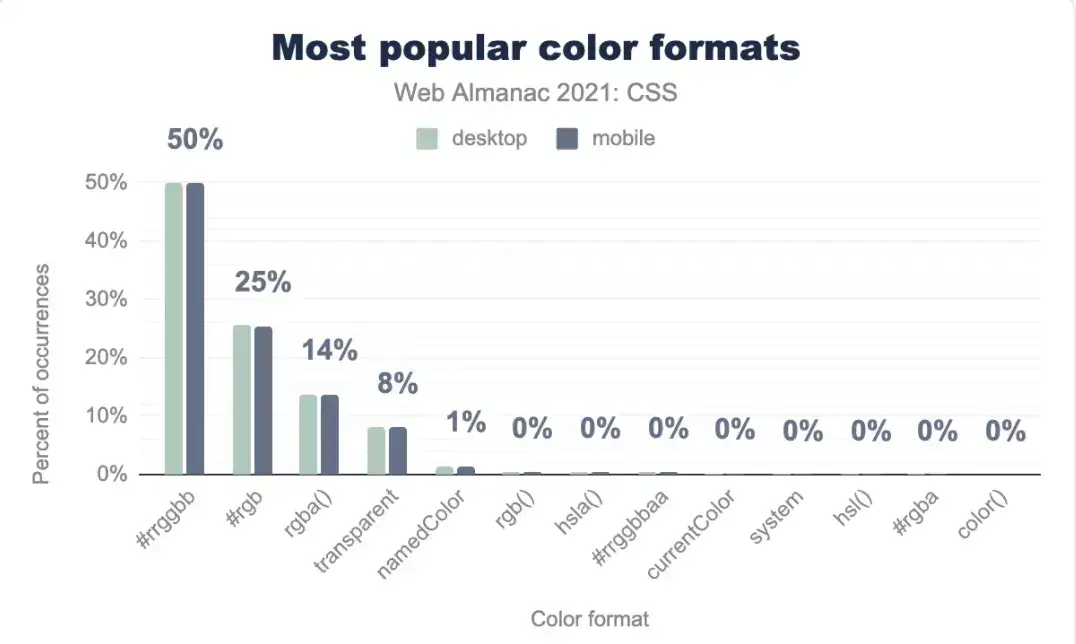 Most popular color formats
Web Almanac 2021: CSS
desktop
mobile
50%
25%
14%
8%
1%
0%
0%
0%
0%
0%
0%
0%
0%
50%
40%
30%
20%
10%
0%
Percent of occurrences
#rrggbb
#rgb
rgba()
transparent
namedColor
rgb()
hsla()
#rrggbbaa
currentColor
system
hsl()
#rgba
color()
Color format